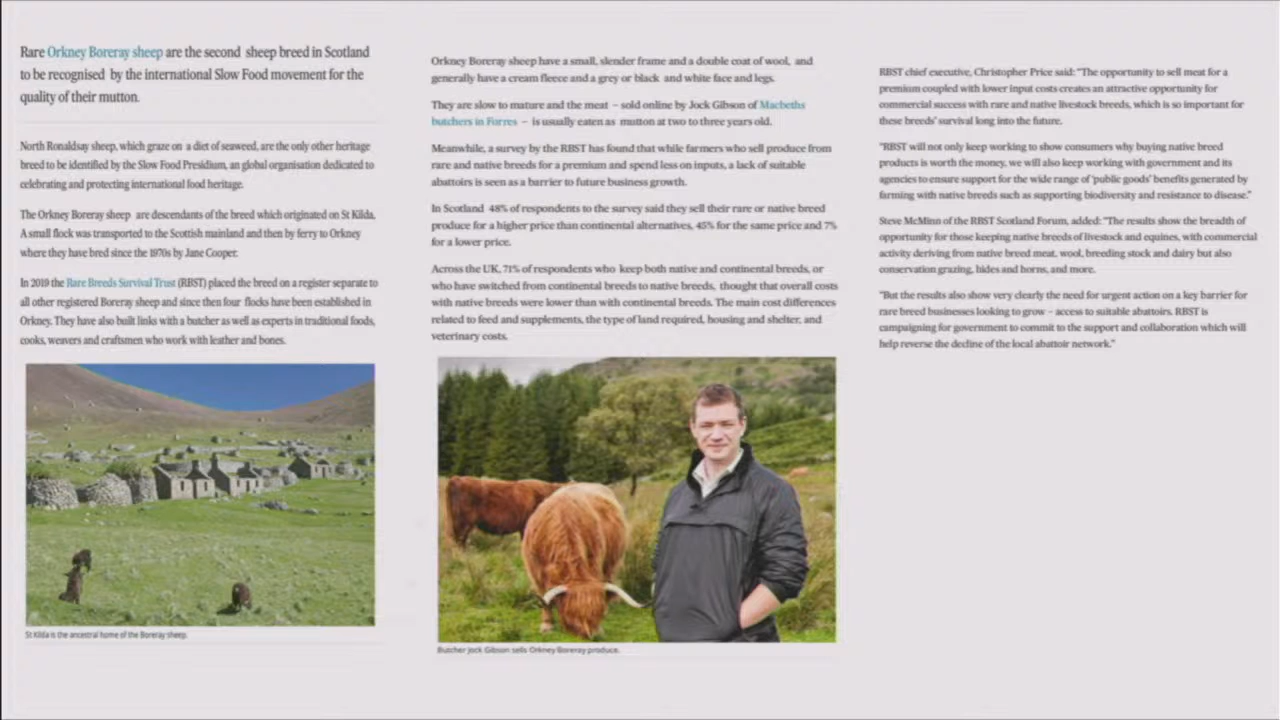 Rare Orkney Boreray sheep are the second sheep breed in Scotland
to be recognised by the international Slow Food movement for the
quality of their mutton.
North Ronaldsay sheep, which graze on a diet of seaweed, are the only other heritage
breed to be identified by the Slow Food Presidium, an global organisation dedicated to
celebrating and protecting international food heritage.
The Orkney Boreray sheep are descendants of the breed which originated on St Kilda.
A small flock was transported to the Scottish mainland and then by ferry to Orkney
where they have bred since the 1970s by Jane Cooper.
In 2019 the Rare Breeds Survival Trust (RBST) placed the breed on a register separate to
all other registered Boreray sheep and since then four flocks have been established in
Orkney. They have also built links with a butcher as well as experts in traditional foods,
cooks, weavers and craftsmen who work with leather and bones.
St Kilda is the ancestral home of the Boreray sheep.
Orkney Boreray sheep have a small, slender frame and a double coat of wool, and
generally have a cream fleece and a grey or black and white face and legs.
They are slow to mature and the meat – sold online by Jock Gibson of Macbeths
butchers in Forres – is usually eaten as mutton at two to three years old.
Meanwhile, a survey by the RBST has found that while farmers who sell produce from
rare and native breeds for a premium and spend less on inputs, a lack of suitable
abattoirs is seen as a barrier to future business growth.
In Scotland 48% of respondents to the survey said they sell their rare or native breed
produce for a higher price than continental alternatives, 45% for the same price and 7%
for a lower price.
Across the UK, 71% of respondents who keep both native and continental breeds, or
who have switched from continental breeds to native breeds, thought that overall costs
with native breeds were lower than with continental breeds. The main cost differences
related to feed and supplements, the type of land required, housing and shelter, and
veterinary costs.
Butcher Jock Gibson sells Orkney Boreray produce.
RBST chief executive, Christopher Price said: "The opportunity to sell meat for a
premium coupled with lower input costs creates an attractive opportunity for
commercial success with rare and native livestock breeds, which is so important for
these breeds' survival long into the future.
"RBST will not only keep working to show consumers why buying native breed
products is worth the money, we will also keep working with government and its
agencies to ensure support for the wide range of 'public goods' benefits generated by
farming with native breeds such as supporting biodiversity and resistance to disease."
Steve McMinn of the RBST Scotland Forum, added: "The results show the breadth of
opportunity for those keeping native breeds of livestock and equines, with commercial
activity deriving from native breed meat, wool, breeding stock and dairy but also
conservation grazing, hides and horns, and more.
"But the results also show very clearly the need for urgent action on a key barrier for
rare breed businesses looking to grow – access to suitable abattoirs. RBST is
campaigning for government to commit to the support and collaboration which will
help reverse the decline of the local abattoir network."